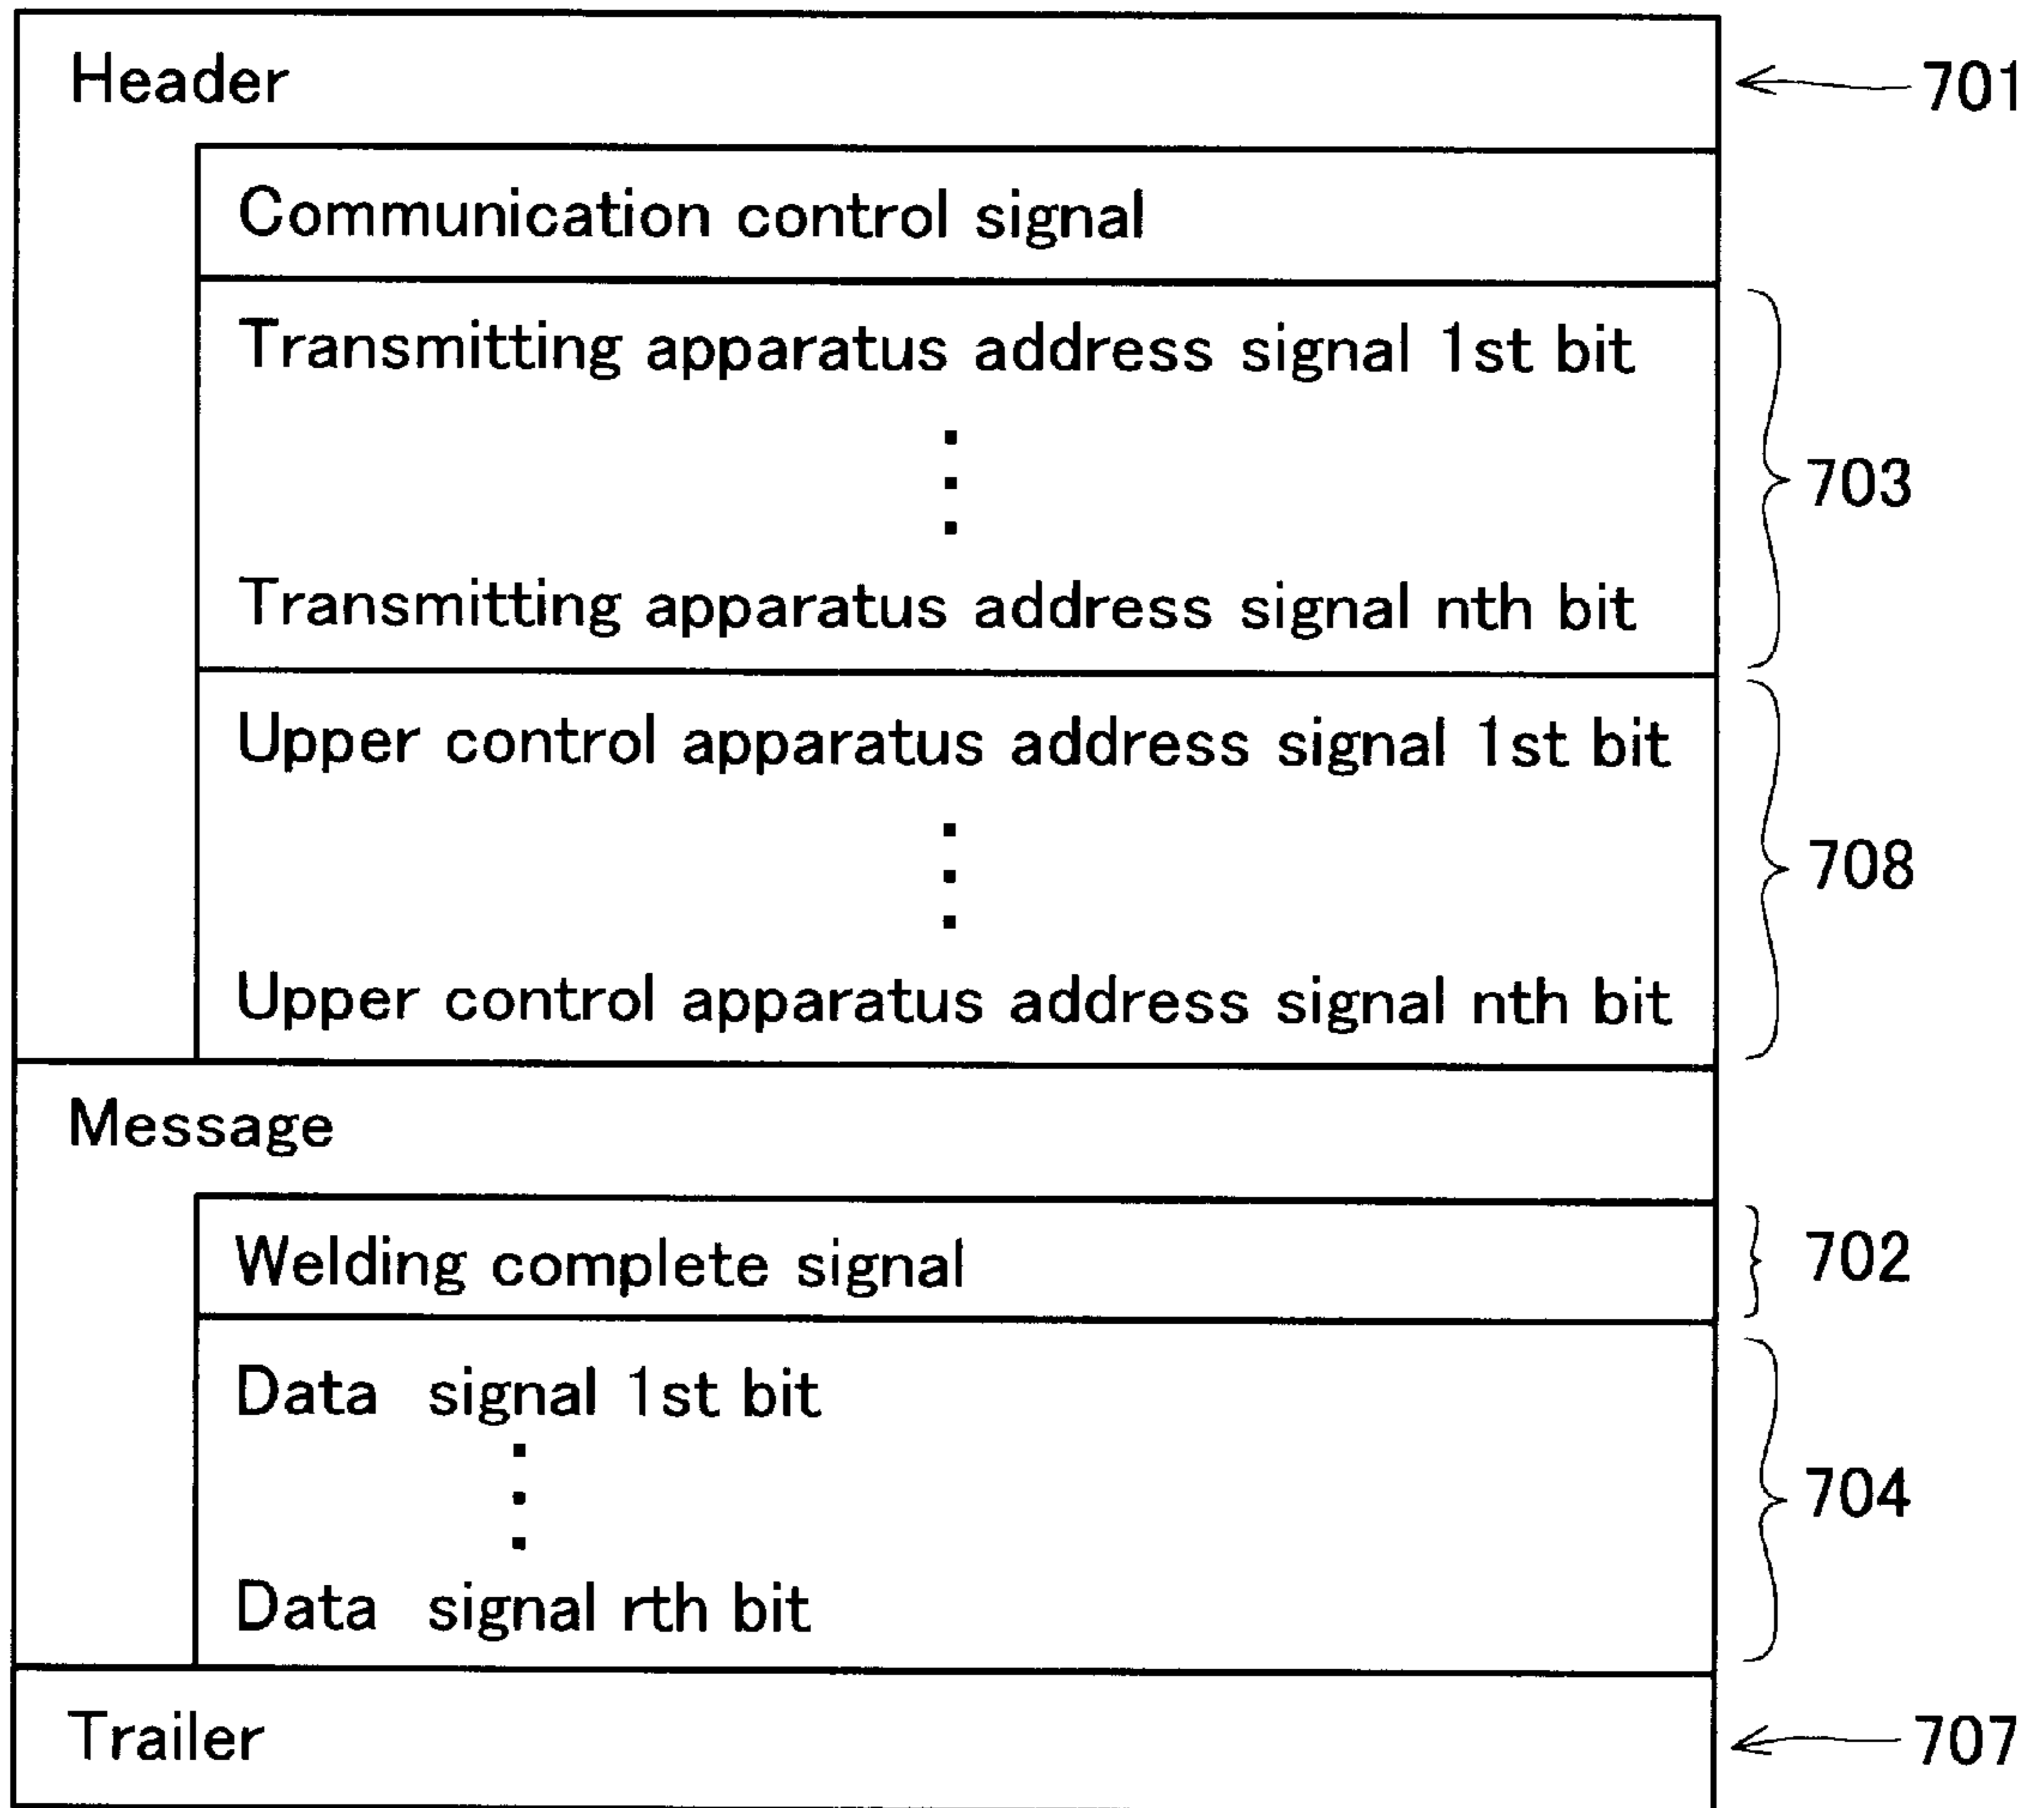 Header
701
Communication control signal
Transmitting apparatus address signal 1st bit
703
Transmitting apparatus address signal nth bit
Upper control apparatus address signal 1st bit
708
Upper control apparatus address signal nth bit
Message
Welding complete signal
702
Data signal 1st bit
704
Data signal rth bit
Trailer
707